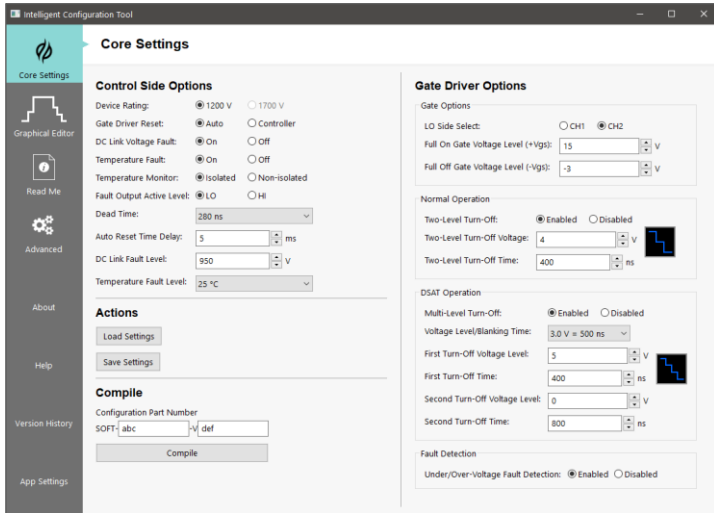 Intelligent Configuration Tool
Core Settings
Core Settings
Graphical Editor
Read Me
Advanced
About
Help
Version History
App Settings
Control Side Options
Device Rating: 1200 V 1700 V
Gate Driver Reset: Auto Controller
DC Link Voltage Fault: On Off
Temperature Fault: On Off
Temperature Monitor: Isolated Non-isolated
Fault Output Active Level: LO HI
Dead Time: 280 ns
Auto Reset Time Delay: 5 ms
DC Link Fault Level: 950 V
Temperature Fault Level: 25 °C
Actions
Load Settings
Save Settings
Compile
Configuration Part Number
SOFT- abc -V def
Compile
Gate Driver Options
Gate Options
LO Side Select: CH1 CH2
Full On Gate Voltage Level (+Vgs): 15 V
Full Off Gate Voltage Level (-Vgs): -3 V
Normal Operation
Two-Level Turn-Off: Enabled Disabled
Two-Level Turn-Off Voltage: 4 V
Two-Level Turn-Off Time: 400 ns
DSAT Operation
Multi-Level Turn-Off: Enabled Disabled
Voltage Level/Blanking Time: 3.0 V = 500 ns
First Turn-Off Voltage Level: 5 V
First Turn-Off Time: 400 ns
Second Turn-Off Voltage Level: 0 V
Second Turn-Off Time: 800 ns
Fault Detection
Under/Over-Voltage Fault Detection: Enabled Disabled